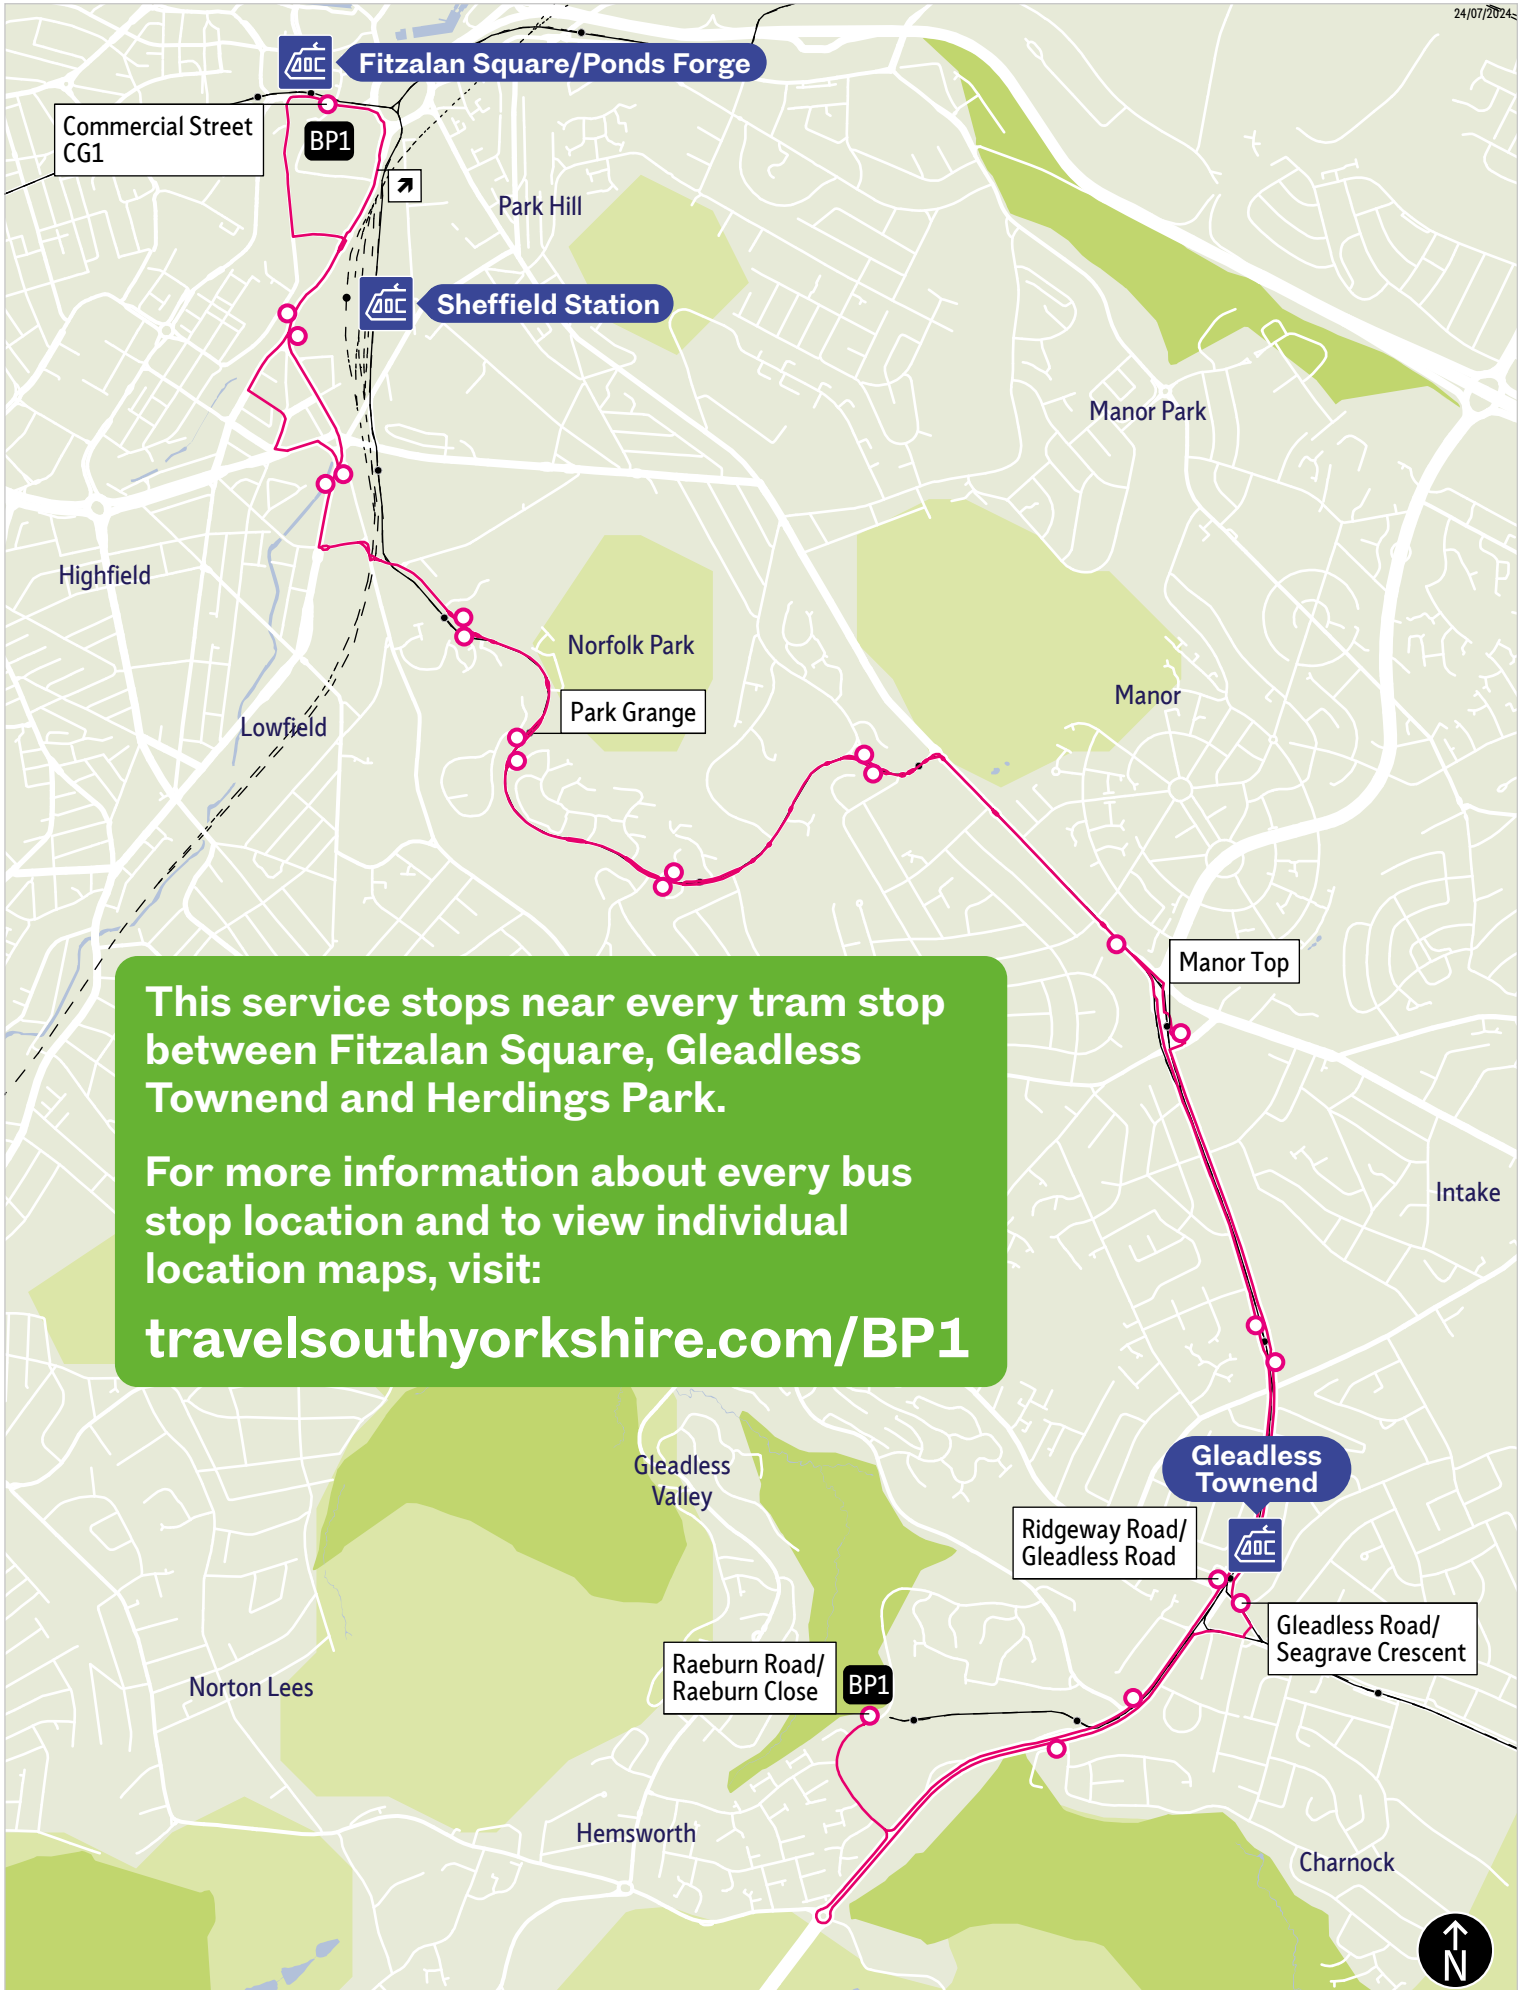 24/07/2024
Fitzalan Square/Ponds Forge
Commercial Street
CG1
BP1
Park Hill
Sheffield Station
Manor Park
Highfield
Norfolk Park
Manor
Park Grange
Lowfield
Manor Top
This service stops near every tram stop
between Fitzalan Square, Gleadless
Townend and Herdings Park.
For more information about every bus
stop location and to view individual
location maps, visit:
travelsouthyorkshire.com/BP1
Intake
Gleadless
Valley
Gleadless
Townend
Ridgeway Road/
Gleadless Road
Gleadless Road/
Seagrave Crescent
Raeburn Road/
Raeburn Close
BP1
Norton Lees
Hemsworth
Charnock
N